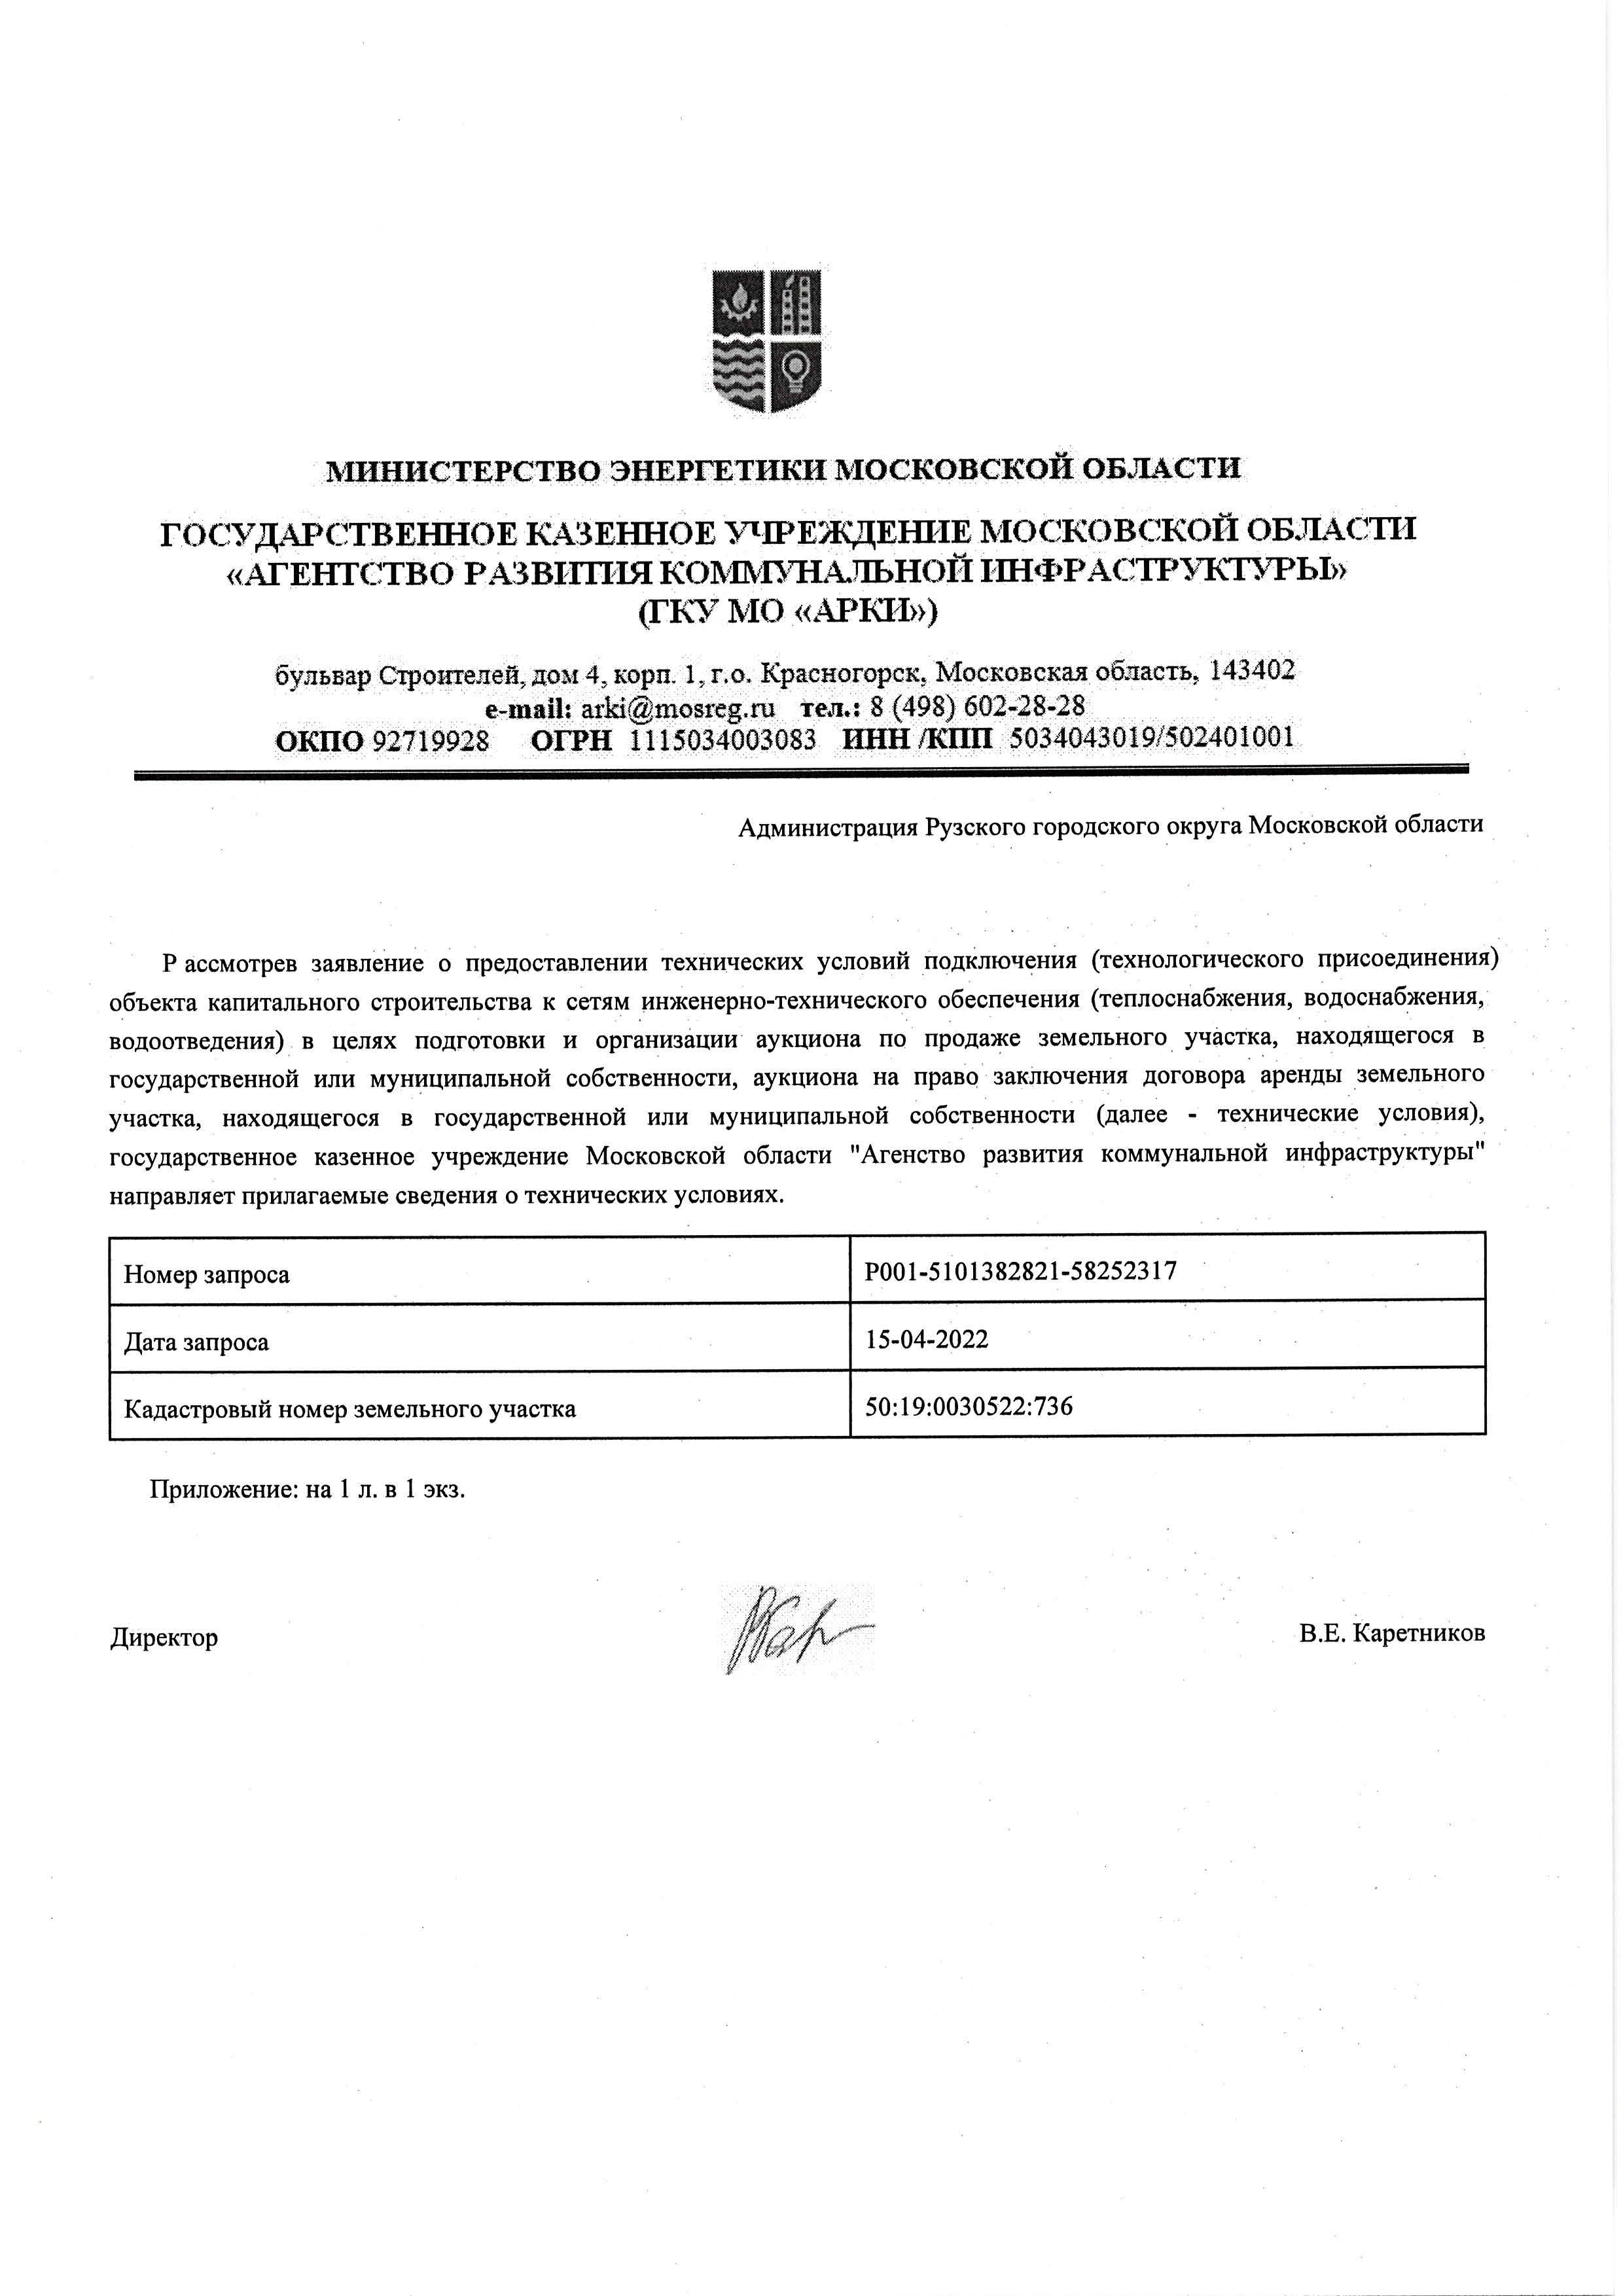 МИНИСТЕРСТВО ЭНЕРГЕТИКИ МОСКОВСКОЙ ОБЛАСТИ
ГОСУДАРСТВЕННОЕ КАЗЕННОЕ УЧРЕЖДЕНИЕ МОСКОВСКОЙ ОБЛАСТИ
«АГЕНТСТВО РАЗВИТИЯ КОММУНАЛЬНОЙ ИНФРАСТРУКТУРЫ»
(ГКУ МО «АРКИ»)
бульвар Строителей, дом 4, корп. 1, г.о. Красногорск, Московская область, 143402
e-mail: arki@mosreg.ru тел.: 8 (498) 602-28-28
ОКПО 92719928 ОГРН 1115034003083 ИНН /КПП 5034043019/502401001
Администрация Рузского городского округа Московской области
Р ассмотрев заявление о предоставлении технических условий подключения (технологического присоединения)
объекта капитального строительства к сетям инженерно-технического обеспечения (теплоснабжения, водоснабжения,
водоотведения) в целях подготовки и организации аукциона по продаже земельного участка, находящегося в
государственной или муниципальной собственности, аукциона на право заключения договора аренды земельного
участка, находящегося в государственной или муниципальной собственности (далее - технические условия),
государственное казенное учреждение Московской области "Агенство развития коммунальной инфраструктуры"
направляет прилагаемые сведения о технических условиях.
Номер запроса P001-5101382821-58252317
Дата запроса 15-04-2022
Кадастровый номер земельного участка 50:19:0030522:736
Приложение: на 1 л. в 1 экз.
Директор В.Е. Каретников